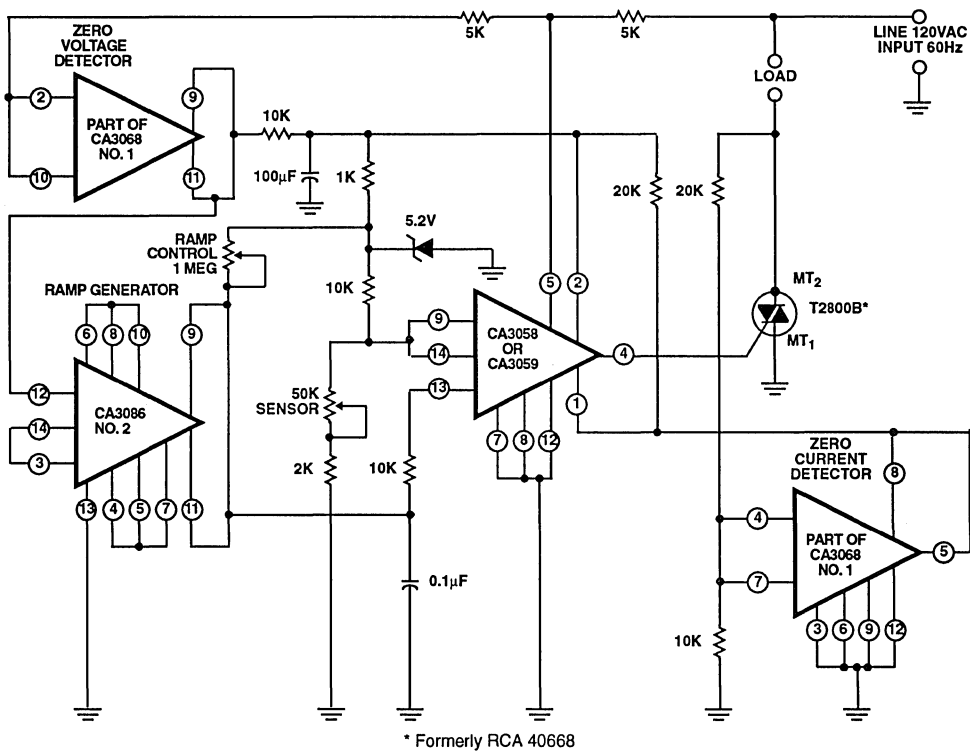 5K
5K
LINE 120VAC
INPUT 60Hz
ZERO
VOLTAGE
DETECTOR
LOAD
2
9
10K
PART OF
CA3068
NO. 1
10
11
100µF
1K
20K
20K
5.2V
RAMP
CONTROL
1 MEG
RAMP GENERATOR
10K
5
2
MT2
T2800B*
MT1
6
8
10
9
9
14
13
CA3058
OR
CA3059
4
12
14
3
CA3086
NO. 2
50K
SENSOR
1
7
8
12
ZERO
CURRENT
DETECTOR
8
2K
10K
13
4
5
7
11
4
7
PART OF
CA3068
NO. 1
5
0.1µF
10K
3
6
9
12
* Formerly RCA 40668